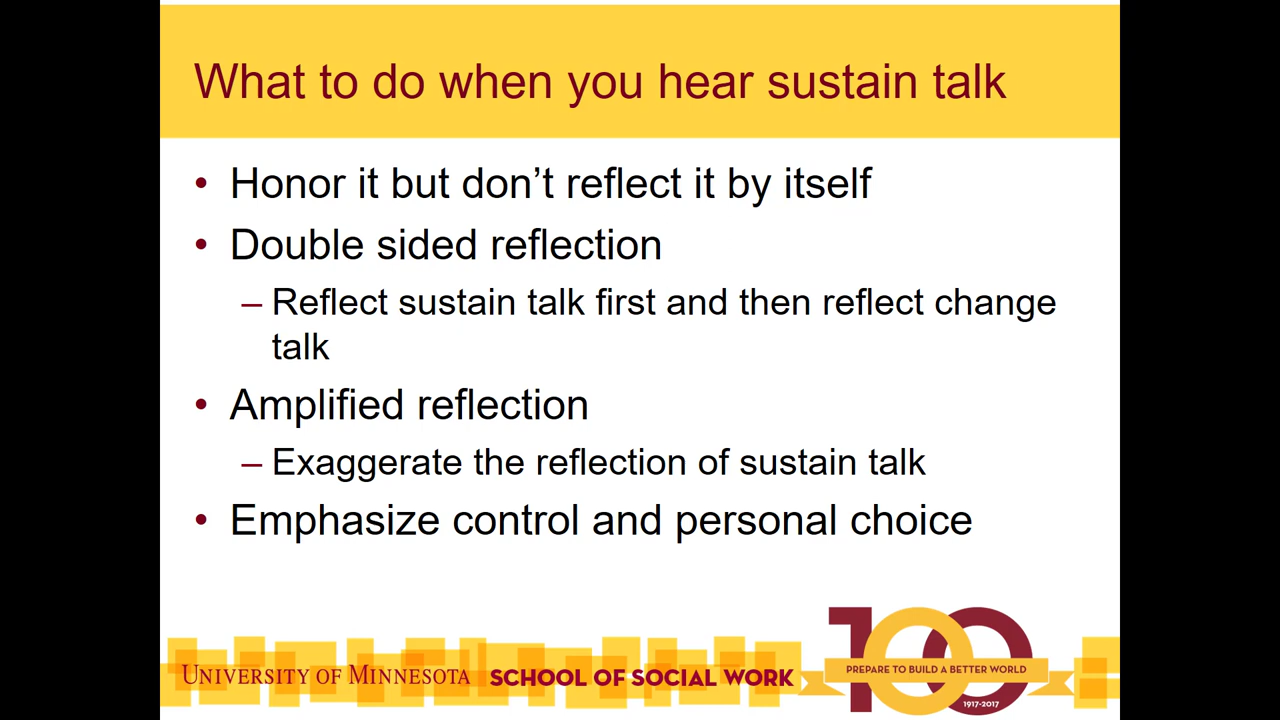 What to do when you hear sustain talk
• Honor it but don’t reflect it by itself
• Double sided reflection
– Reflect sustain talk first and then reflect change
talk
• Amplified reflection
– Exaggerate the reflection of sustain talk
• Emphasize control and personal choice
UNIVERSITY OF MINNESOTA SCHOOL OF SOCIAL WORK
100
PREPARE TO BUILD A BETTER WORLD
1917-2017